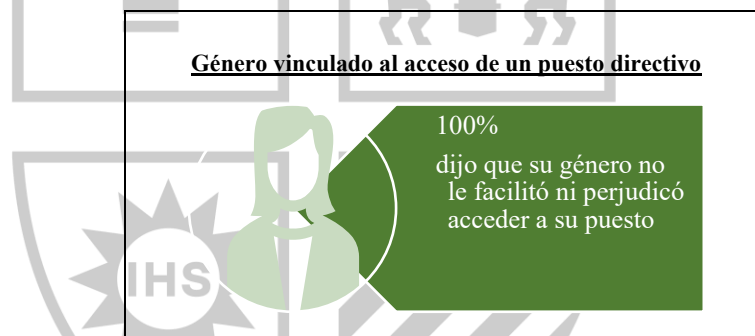 Género vinculado al acceso de un puesto directivo
100%
dijo que su género no
le facilitó ni perjudicó
acceder a su puesto
IHS